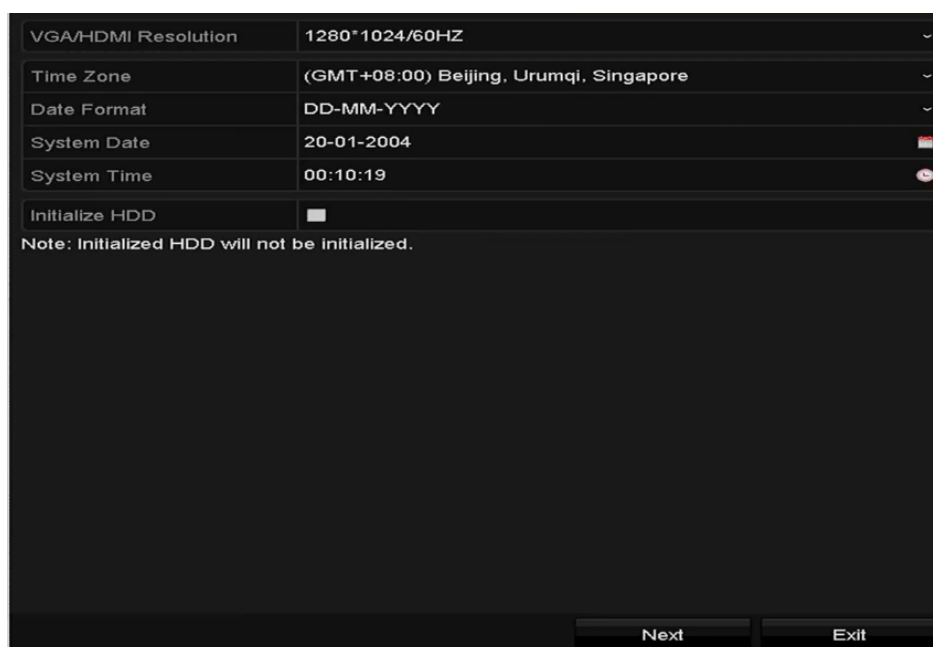 VGA/HDMI Resolution 1280*1024/60HZ
Time Zone (GMT+08:00) Beijing, Urumqi, Singapore
Date Format DD-MM-YYYY
System Date 20-01-2004
System Time 00:10:19
Initialize HDD
Note: Initialized HDD will not be initialized.
Next Exit